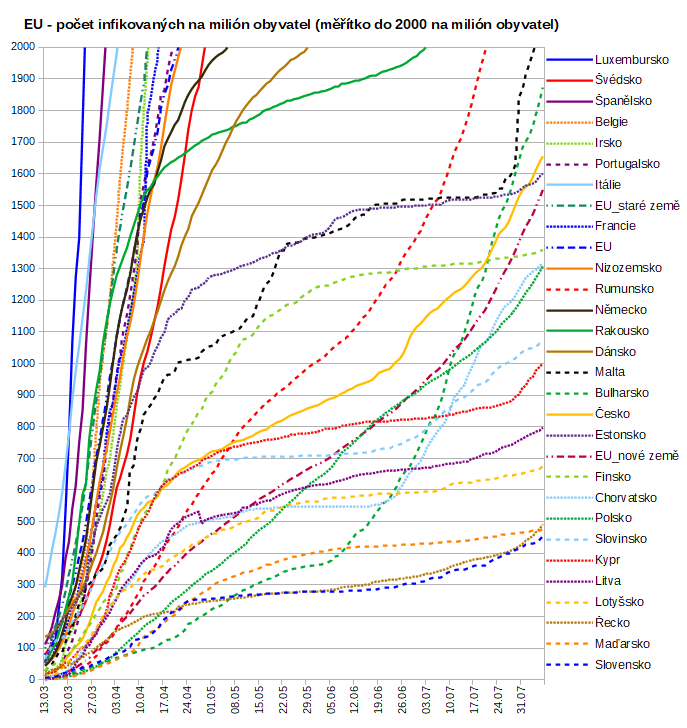 EU - počet infikovaných na milión obyvatel (měřítko do 2000 na milión obyvatel)
2000
1900
1800
1700
1600
1500
1400
1300
1200
1100
1000
900
800
700
600
500
400
300
200
100
0
13.03
20.03
27.03
03.04
10.04
17.04
24.04
01.05
08.05
15.05
22.05
29.05
05.06
12.06
19.06
26.06
03.07
10.07
17.07
24.07
31.07
Luxembursko
Švédsko
Španělsko
Belgie
Irsko
Portugalsko
Itálie
EU_staré země
Francie
EU
Nizozemsko
Rumunsko
Německo
Rakousko
Dánsko
Malta
Bulharsko
Česko
Estonsko
EU_nové země
Finsko
Chorvatsko
Polsko
Slovinsko
Kypr
Litva
Lotyšsko
Řecko
Maďarsko
Slovensko